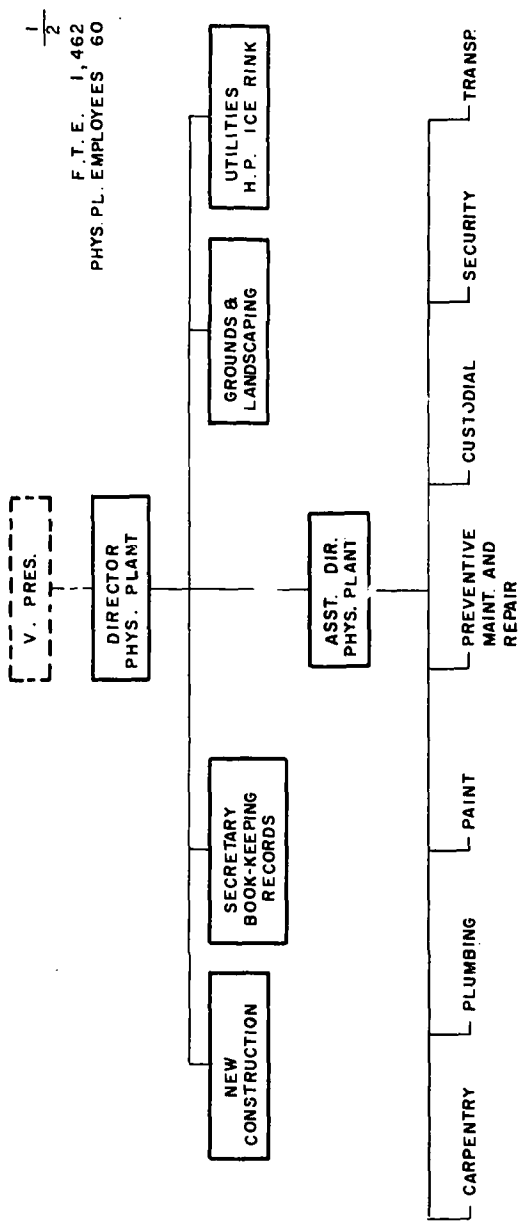 1
2
F.T.E. 1,462
PHYS. PL. EMPLOYEES 60
V. PRES.
DIRECTOR
PHYS. PLANT
NEW
CONSTRUCTION
SECRETARY
BOOK-KEEPING
RECORDS
GROUNDS &
LANDSCAPING
UTILITIES
H.P. ICE RINK
ASST. DIR.
PHYS. PLANT
CARPENTRY
PLUMBING
PAINT
PREVENTIVE
MAINT. AND
REPAIR
CUSTODIAL
SECURITY
TRANSP.